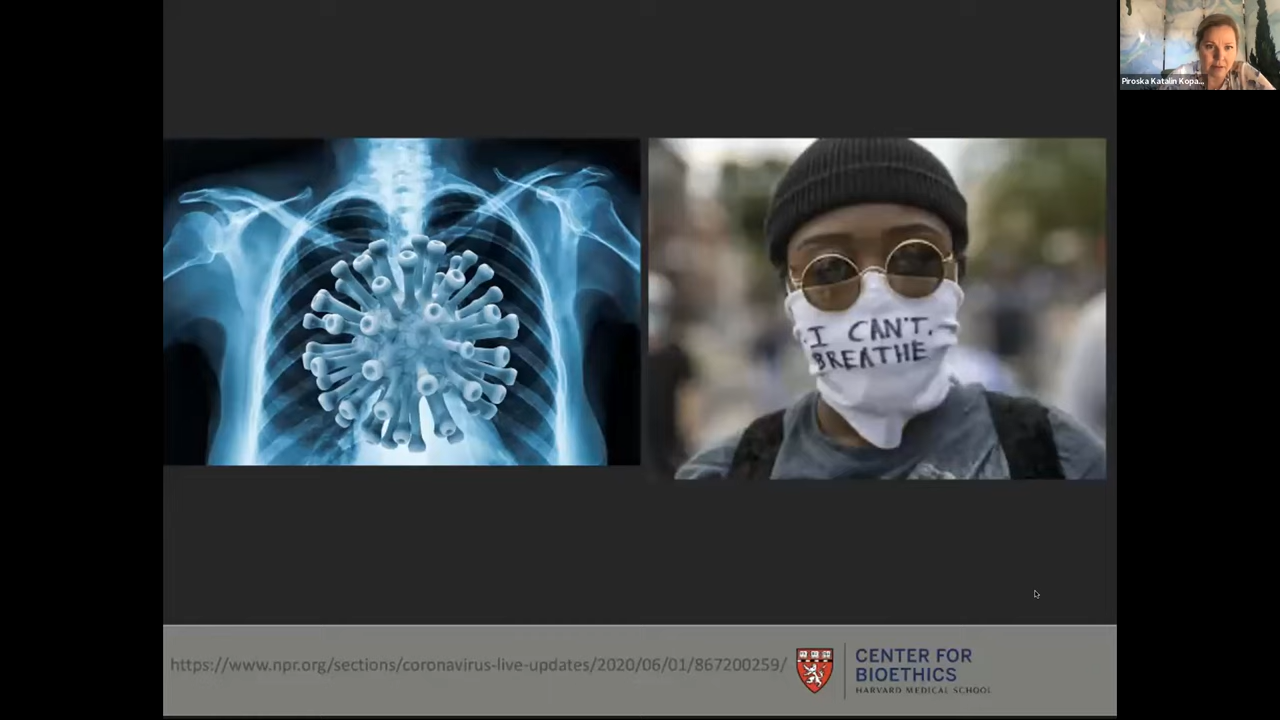 Piroska Katalin Kopa...
I CAN'T.
BREATHE
https://www.npr.org/sections/coronavirus-live-updates/2020/06/01/867200259/
CENTER FOR
BIOETHICS
HARVARD MEDICAL SCHOOL